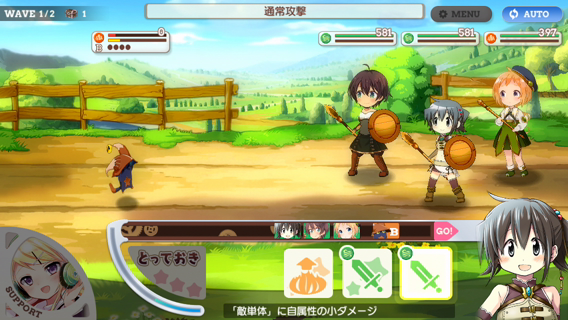 WAVE 1/2 1
通常攻撃
MENU
AUTO
0
B
581
581
397
B
GO!
とっておき
SUPPORT
「敵単体」に自属性の小ダメージ